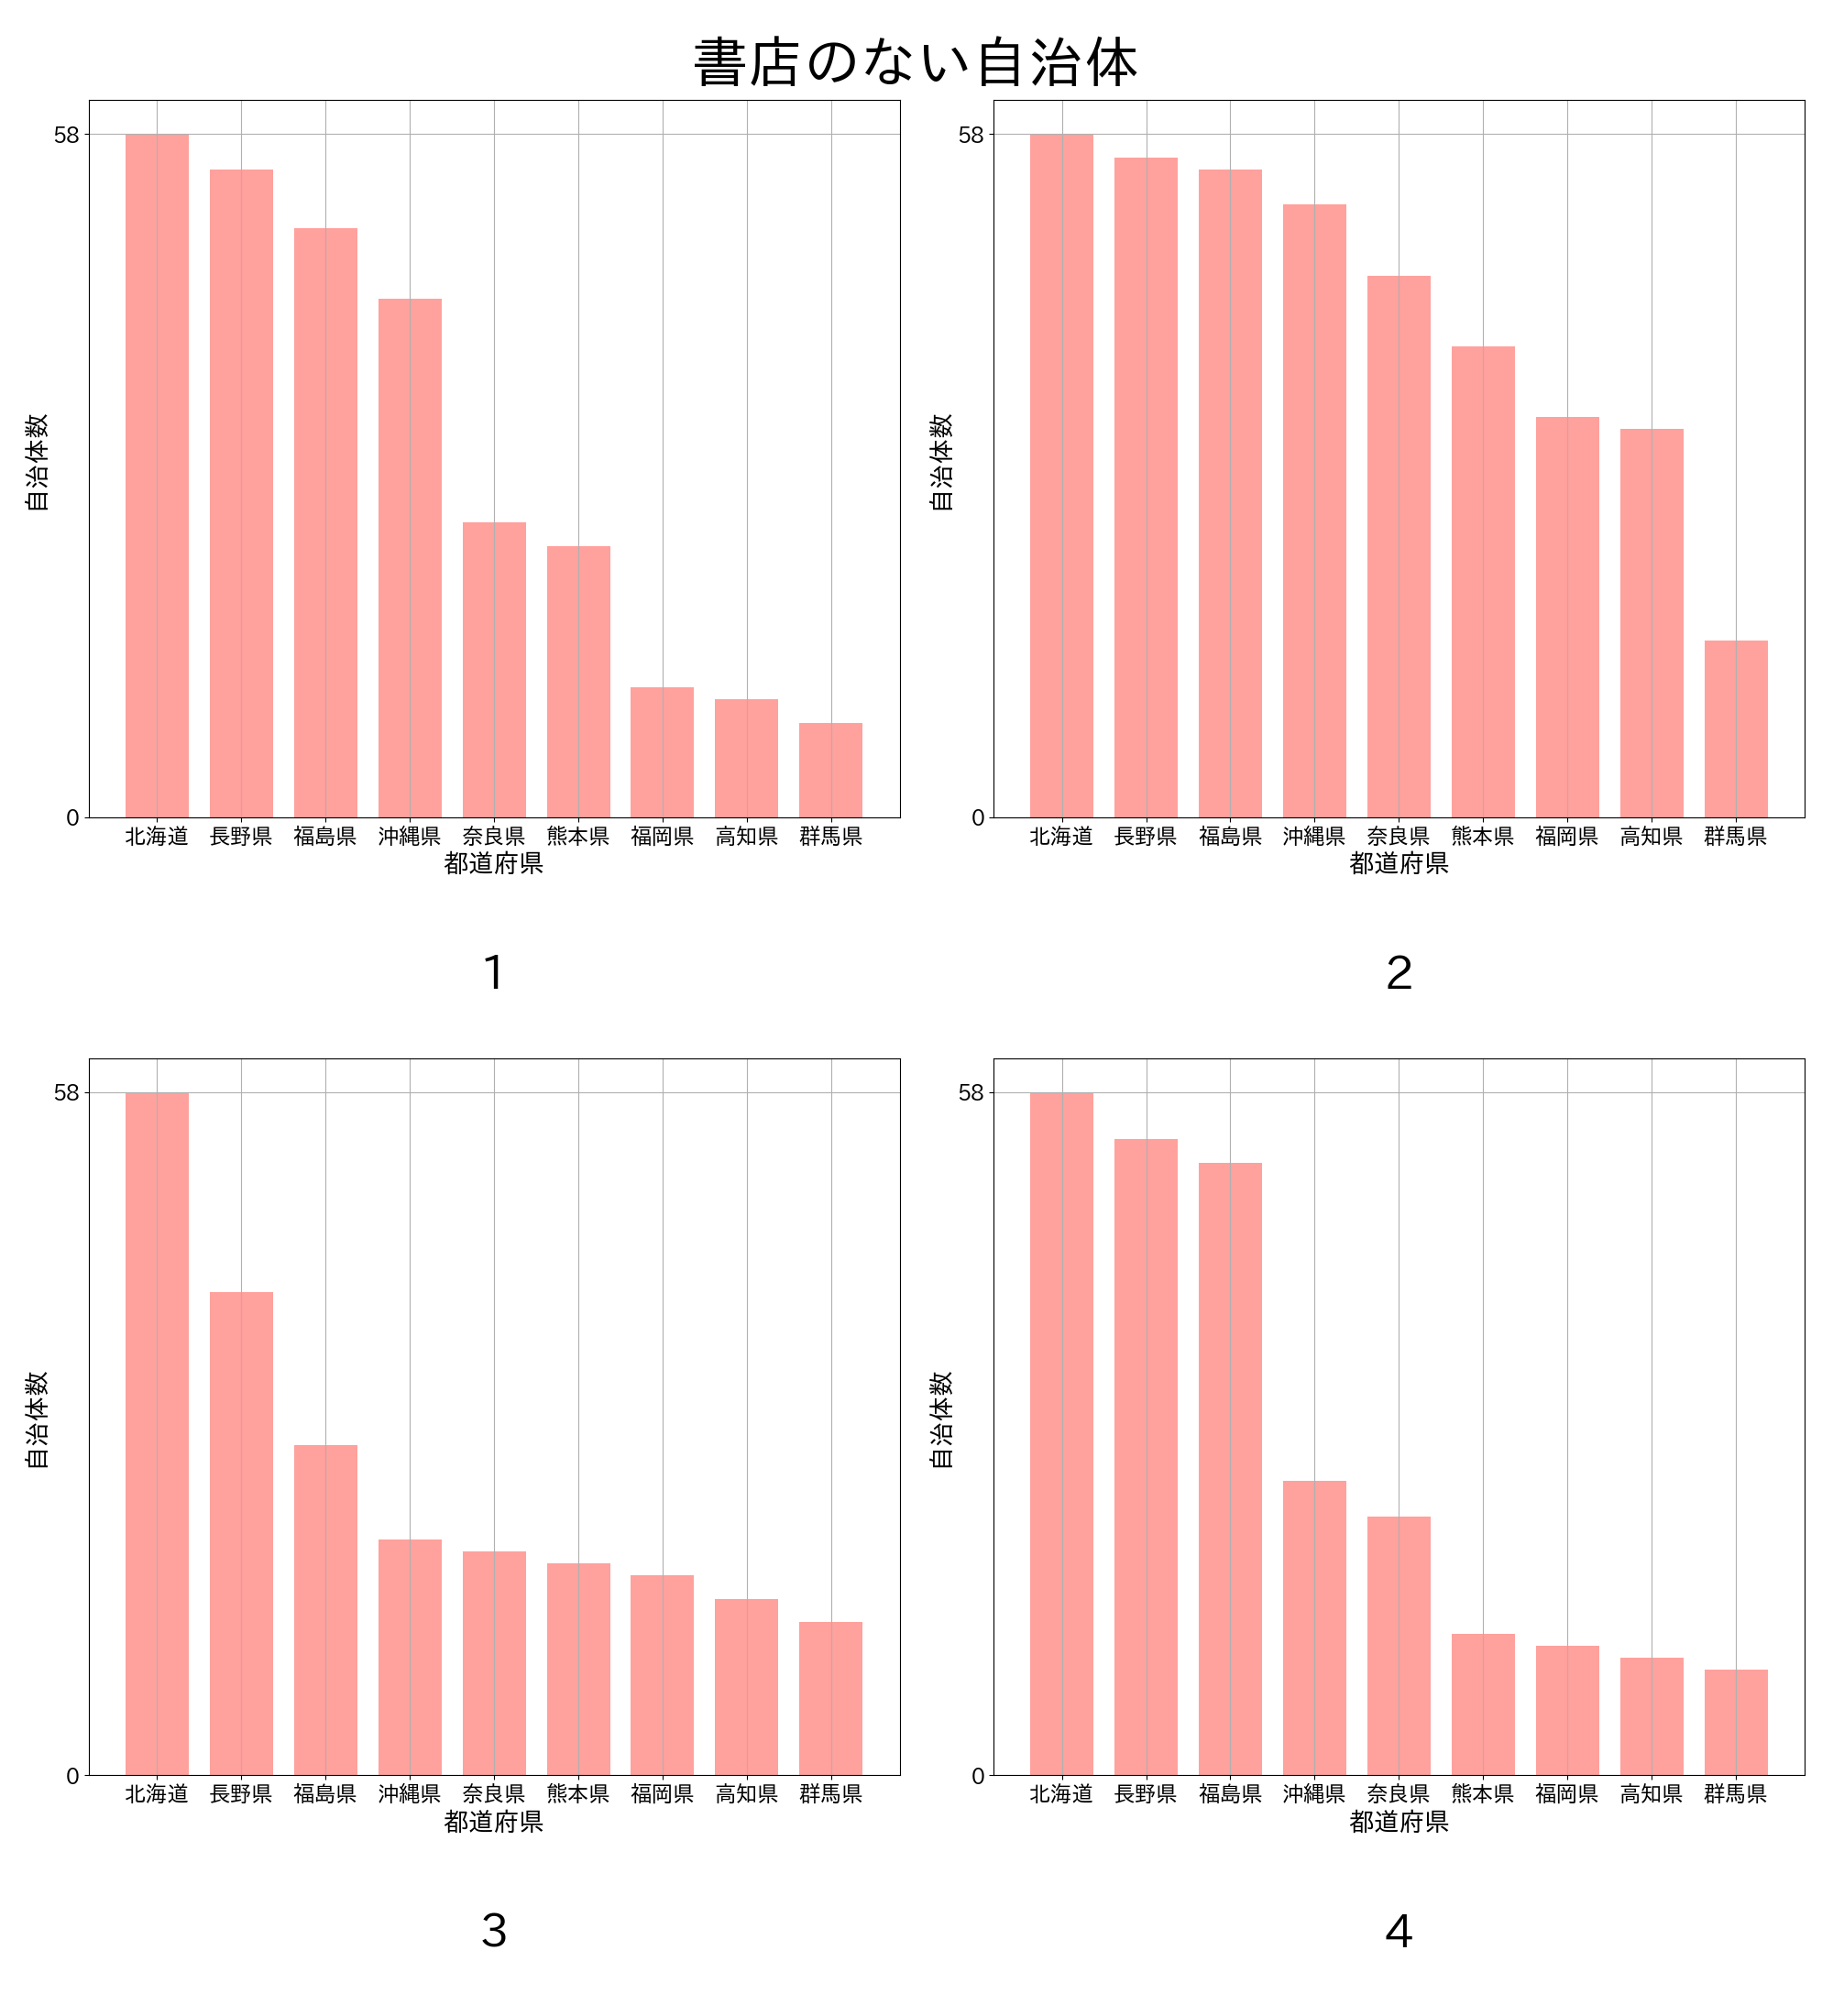 書店のない自治体
58
0
自治体数
北海道 長野県 福島県 沖縄県 奈良県 熊本県 福岡県 高知県 群馬県
都道府県
1
58
0
自治体数
北海道 長野県 福島県 沖縄県 奈良県 熊本県 福岡県 高知県 群馬県
都道府県
2
58
0
自治体数
北海道 長野県 福島県 沖縄県 奈良県 熊本県 福岡県 高知県 群馬県
都道府県
3
58
0
自治体数
北海道 長野県 福島県 沖縄県 奈良県 熊本県 福岡県 高知県 群馬県
都道府県
4